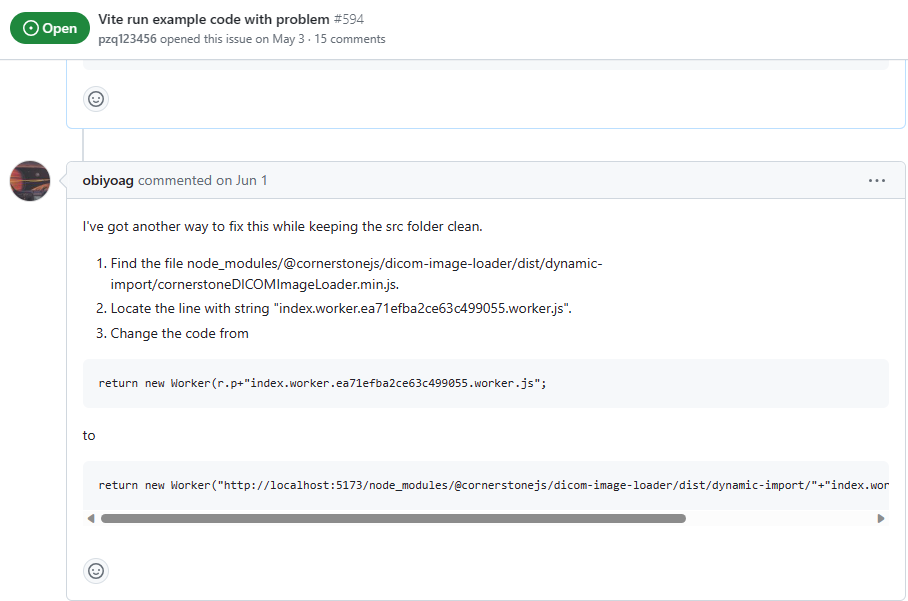 Open
Vite run example code with problem #594
pzq123456 opened this issue on May 3 · 15 comments
obiyoag commented on Jun 1
I've got another way to fix this while keeping the src folder clean.
1. Find the file node_modules/@cornerstonejs/dicom-image-loader/dist/dynamic-
import/cornerstoneDICOMImageLoader.min.js.
2. Locate the line with string "index.worker.ea71efba2ce63c499055.worker.js".
3. Change the code from
return new Worker(r.p+"index.worker.ea71efba2ce63c499055.worker.js";
to
return new Worker("http://localhost:5173/node_modules/@cornerstonejs/dicom-image-loader/dist/dynamic-import/"+"index.wor